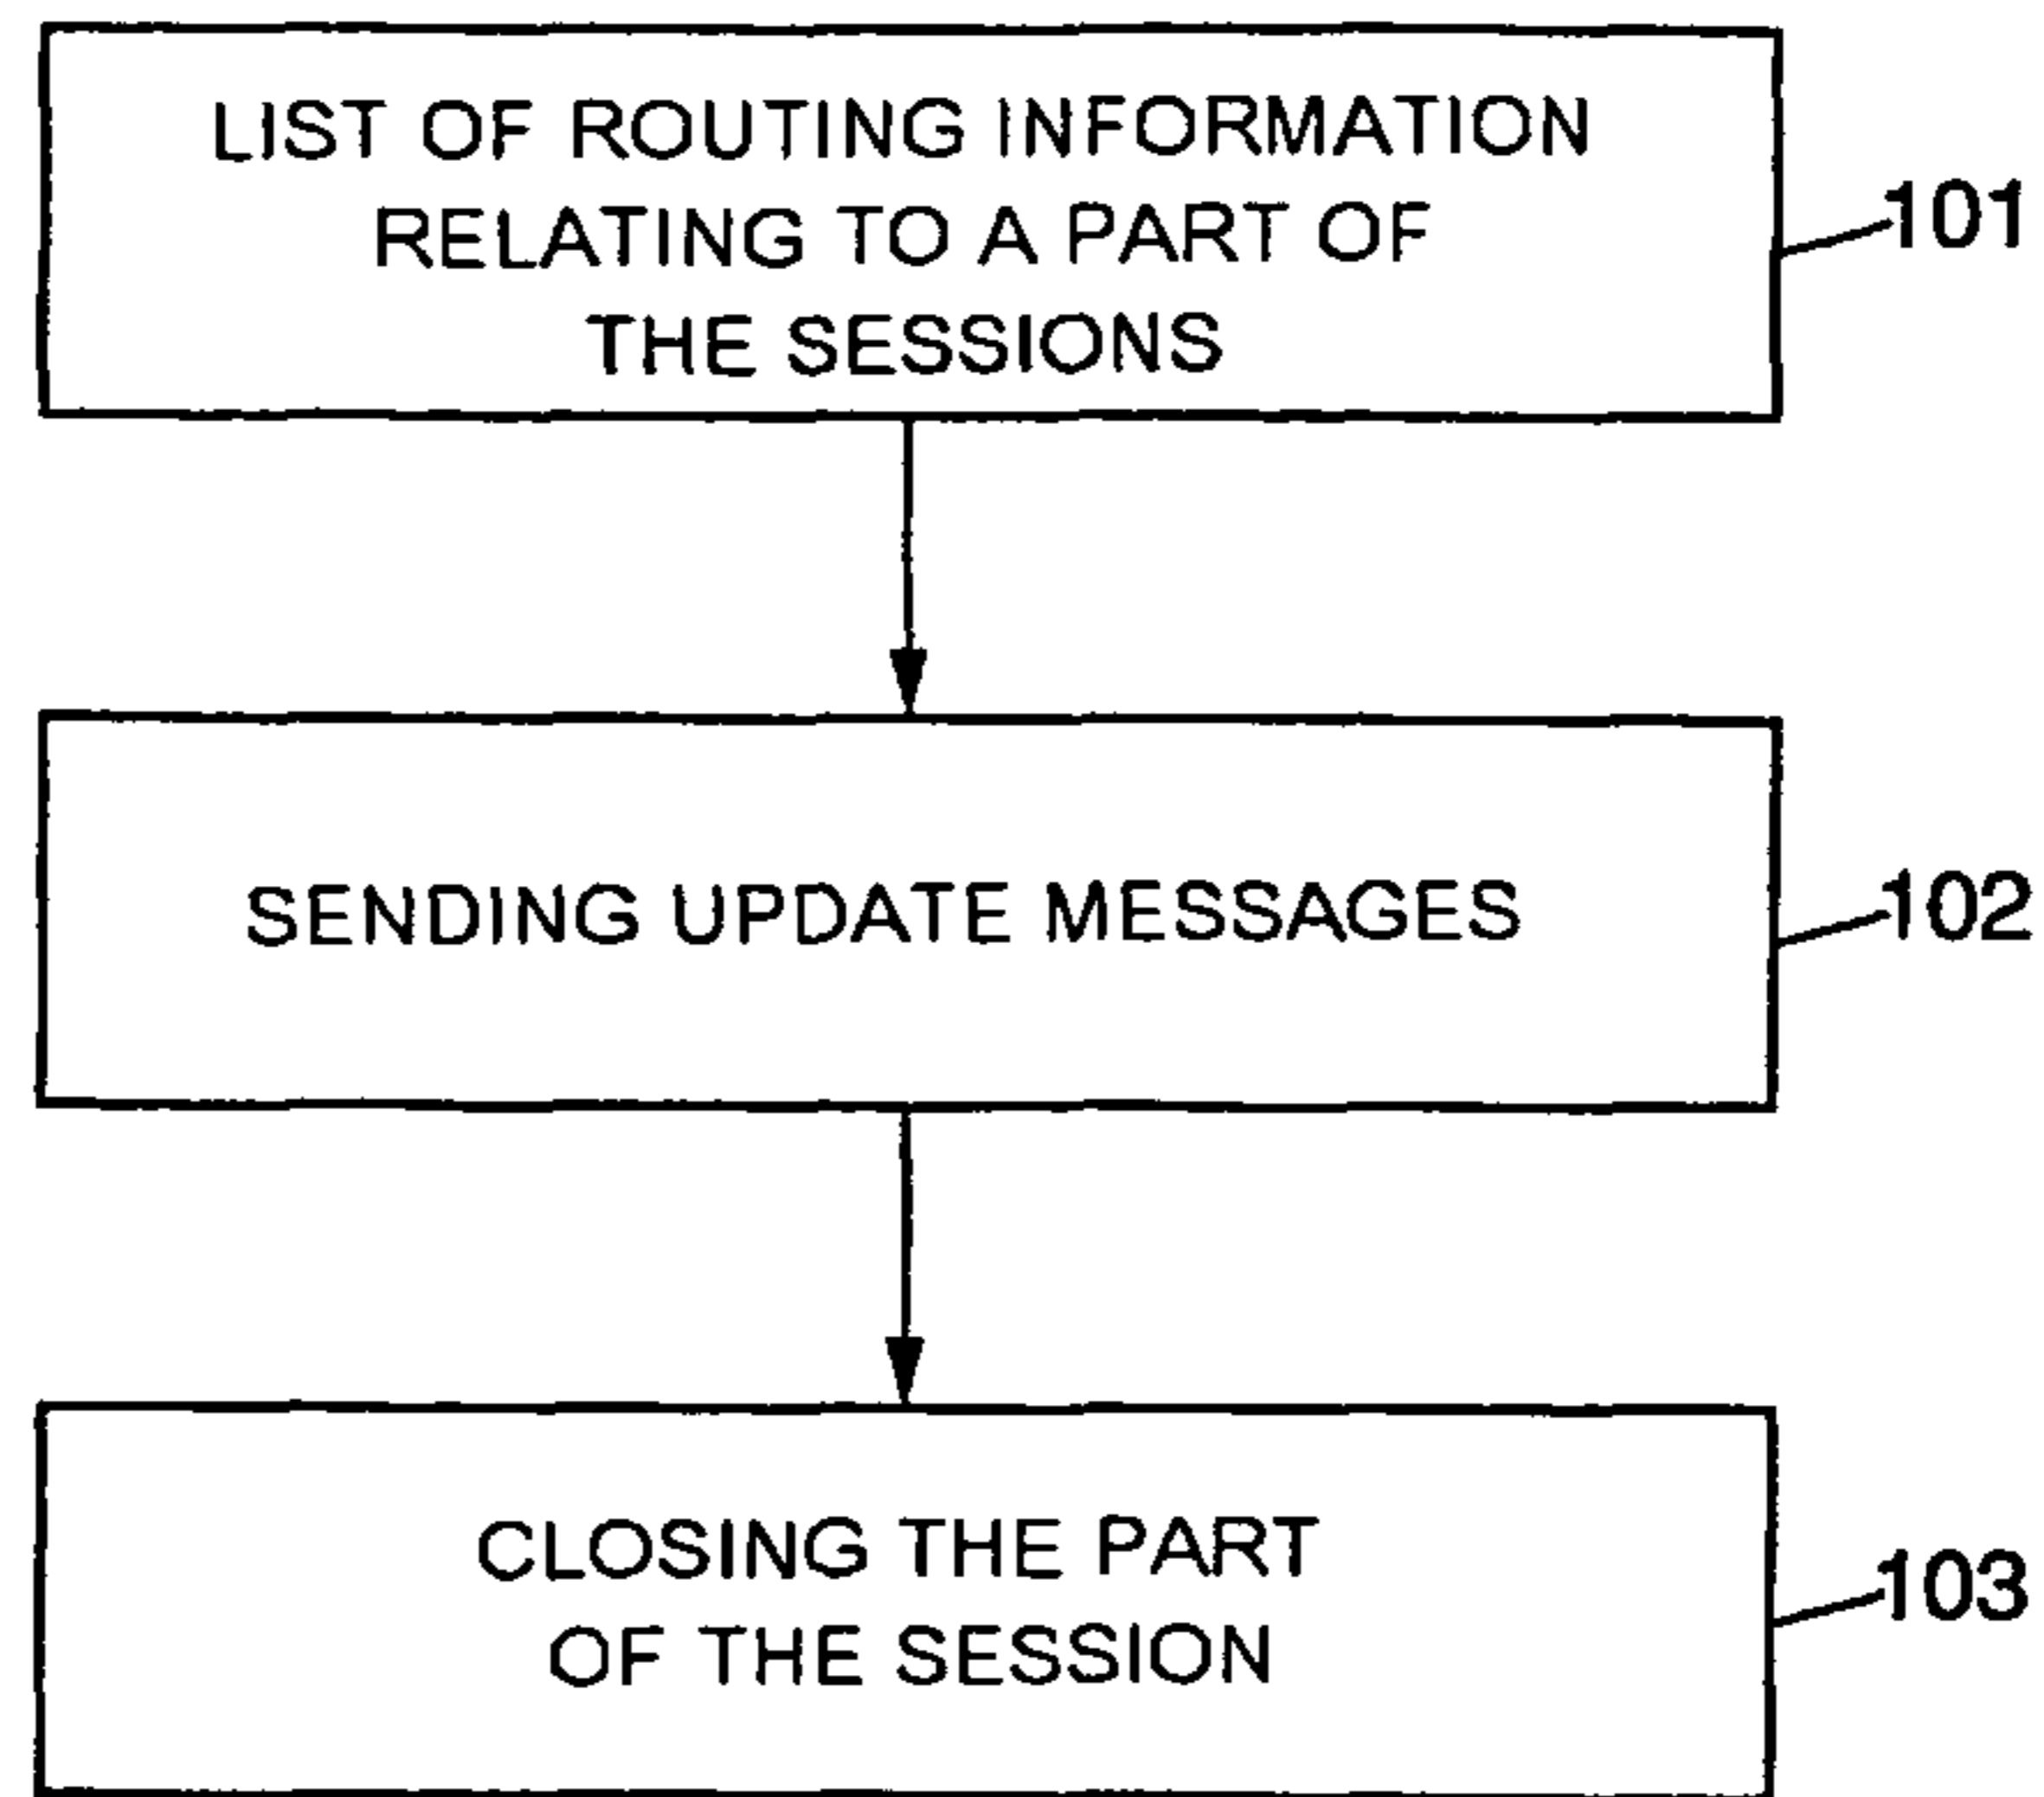 LIST OF ROUTING INFORMATION
RELATING TO A PART OF
THE SESSIONS
101
SENDING UPDATE MESSAGES
102
CLOSING THE PART
OF THE SESSION
103